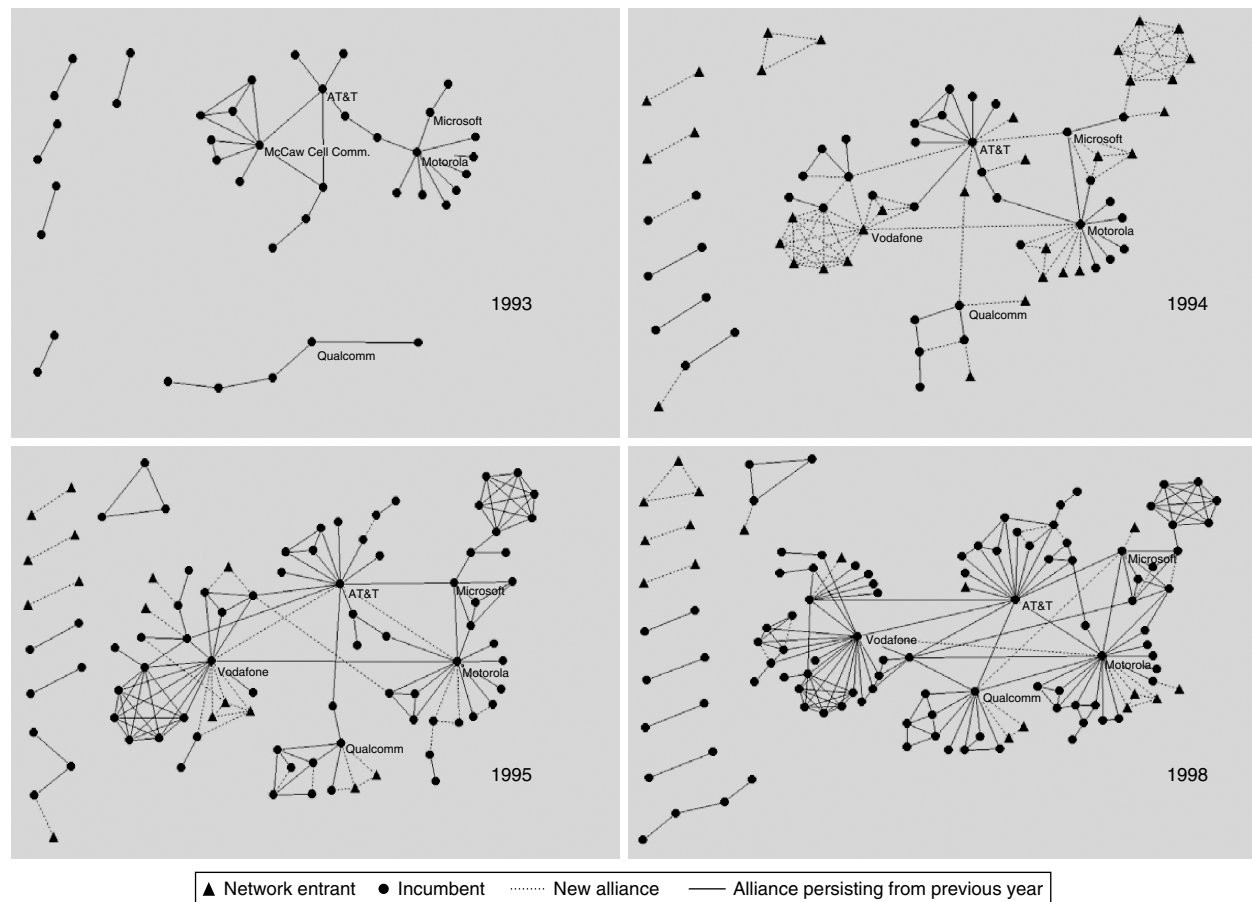 AT&T
Microsoft
McCaw Cell Comm.
Motorola
1993
Qualcomm
Microsoft
AT&T
Vodafone
Motorola
1994
Qualcomm
AT&T
Microsoft
Vodafone
Motorola
Qualcomm
1995
Microsoft
AT&T
Vodafone
Motorola
Qualcomm
1998
Network entrant Incumbent New alliance Alliance persisting from previous year